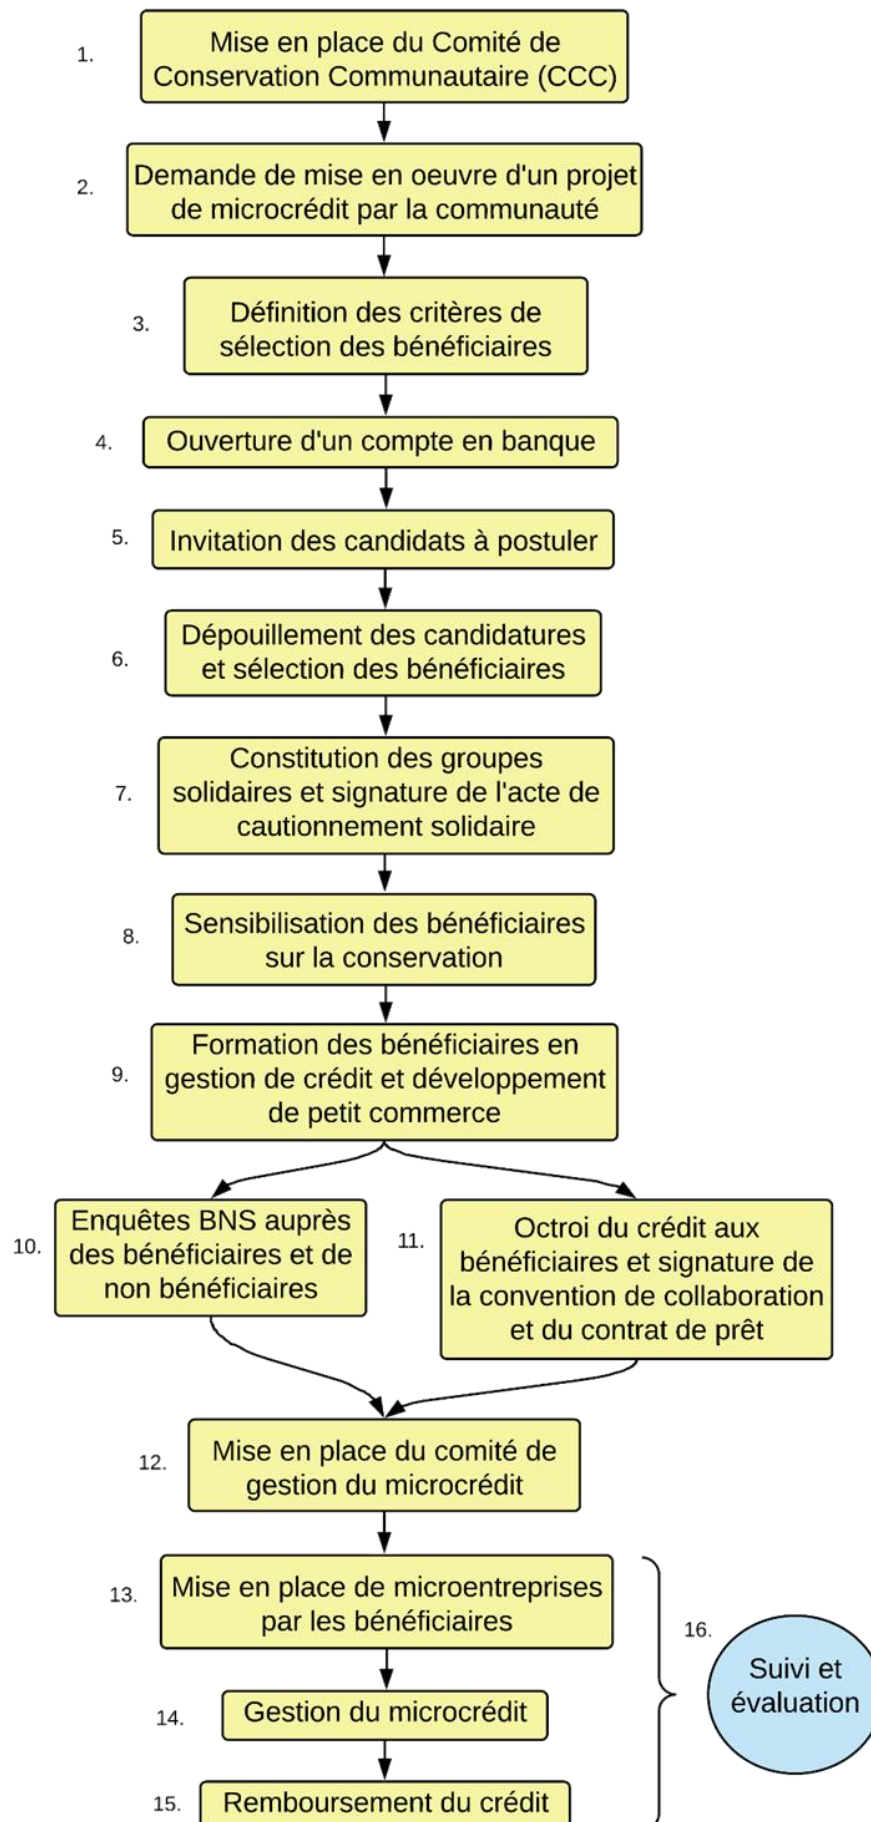 1.
Mise en place du Comité de
Conservation Communautaire (CCC)
2.
Demande de mise en oeuvre d'un projet
de microcrédit par la communauté
3.
Définition des critères de
sélection des bénéficiaires
4.
Ouverture d'un compte en banque
5.
Invitation des candidats à postuler
6.
Dépouillement des candidatures
et sélection des bénéficiaires
7.
Constitution des groupes
solidaires et signature de l'acte de
cautionnement solidaire
8.
Sensibilisation des bénéficiaires
sur la conservation
9.
Formation des bénéficiaires en
gestion de crédit et développement
de petit commerce
10.
Enquêtes BNS auprès
des bénéficiaires et de
non bénéficiaires
11.
Octroi du crédit aux
bénéficiaires et signature de
la convention de collaboration
et du contrat de prêt
12.
Mise en place du comité de
gestion du microcrédit
13.
Mise en place de microentreprises
par les bénéficiaires
14.
Gestion du microcrédit
15.
Remboursement du crédit
16.
Suivi et
évaluation